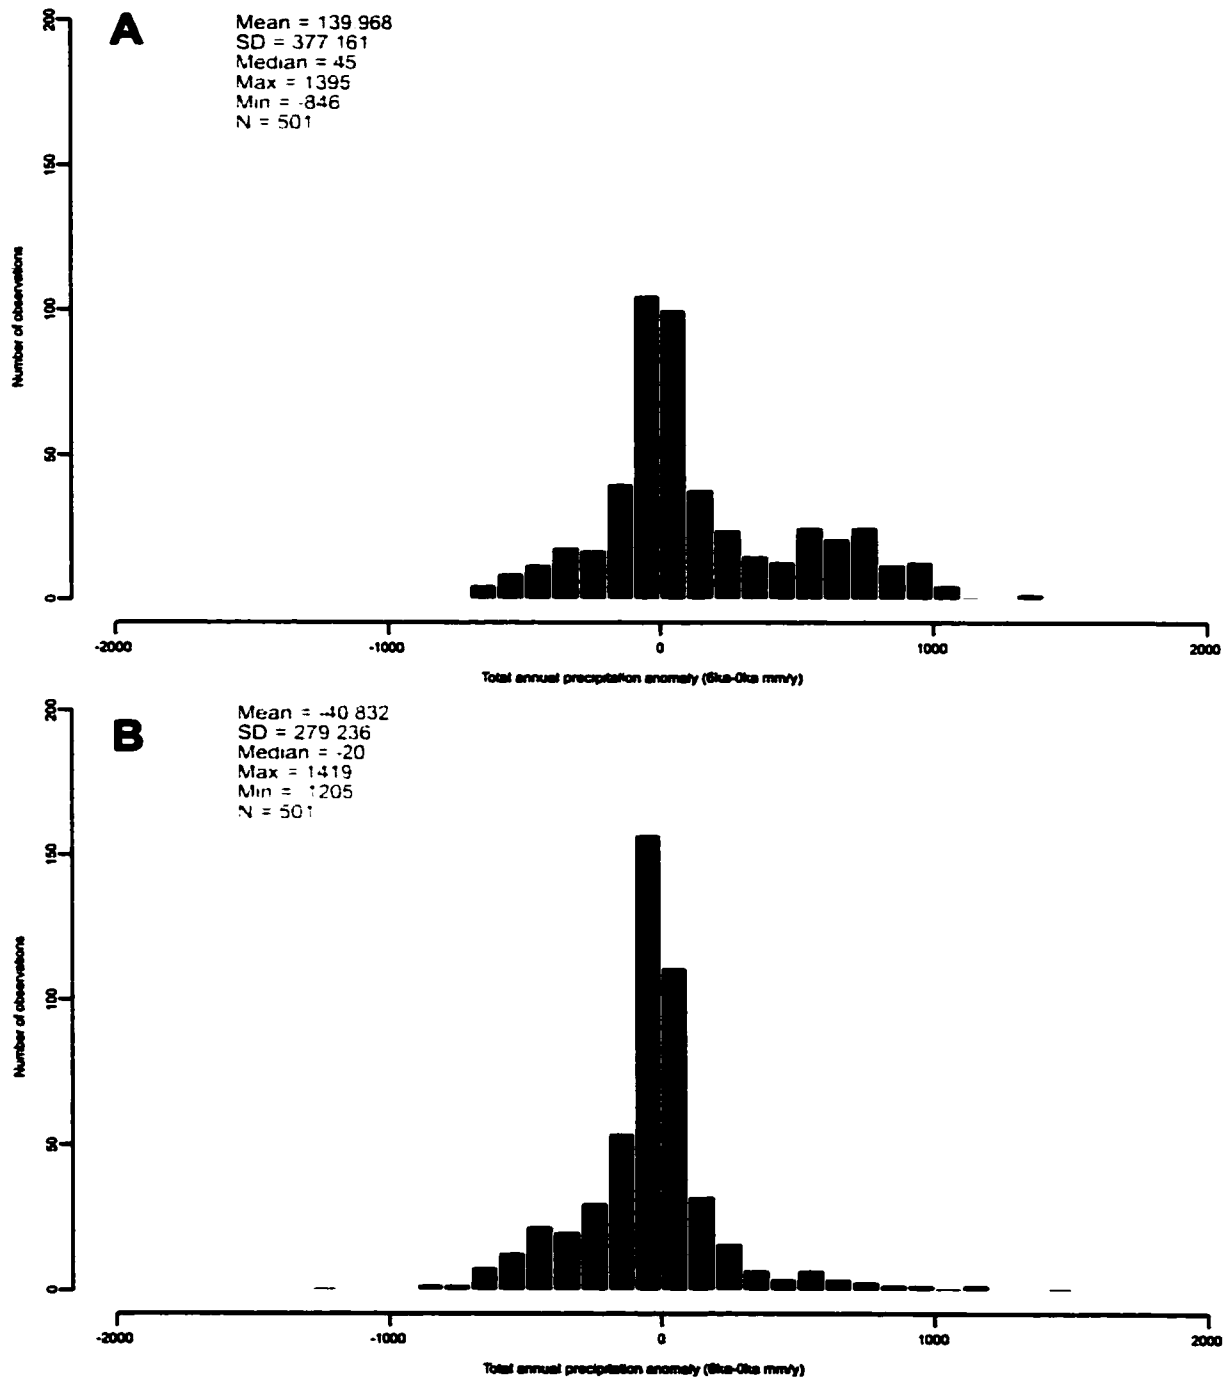 A
Mean = 139 968
SD = 377 161
Median = 45
Max = 1395
Min = -846
N = 501
200
150
100
50
0
Number of observations
-2000 -1000 0 1000 2000
Total annual precipitation anomaly (6ka-0ka mm/y)
B
Mean = -40 832
SD = 279 236
Median = -20
Max = 1419
Min = 1205
N = 501
200
150
100
50
0
Number of observations
-2000 -1000 0 1000 2000
Total annual precipitation anomaly (6ka-0ka mm/y)